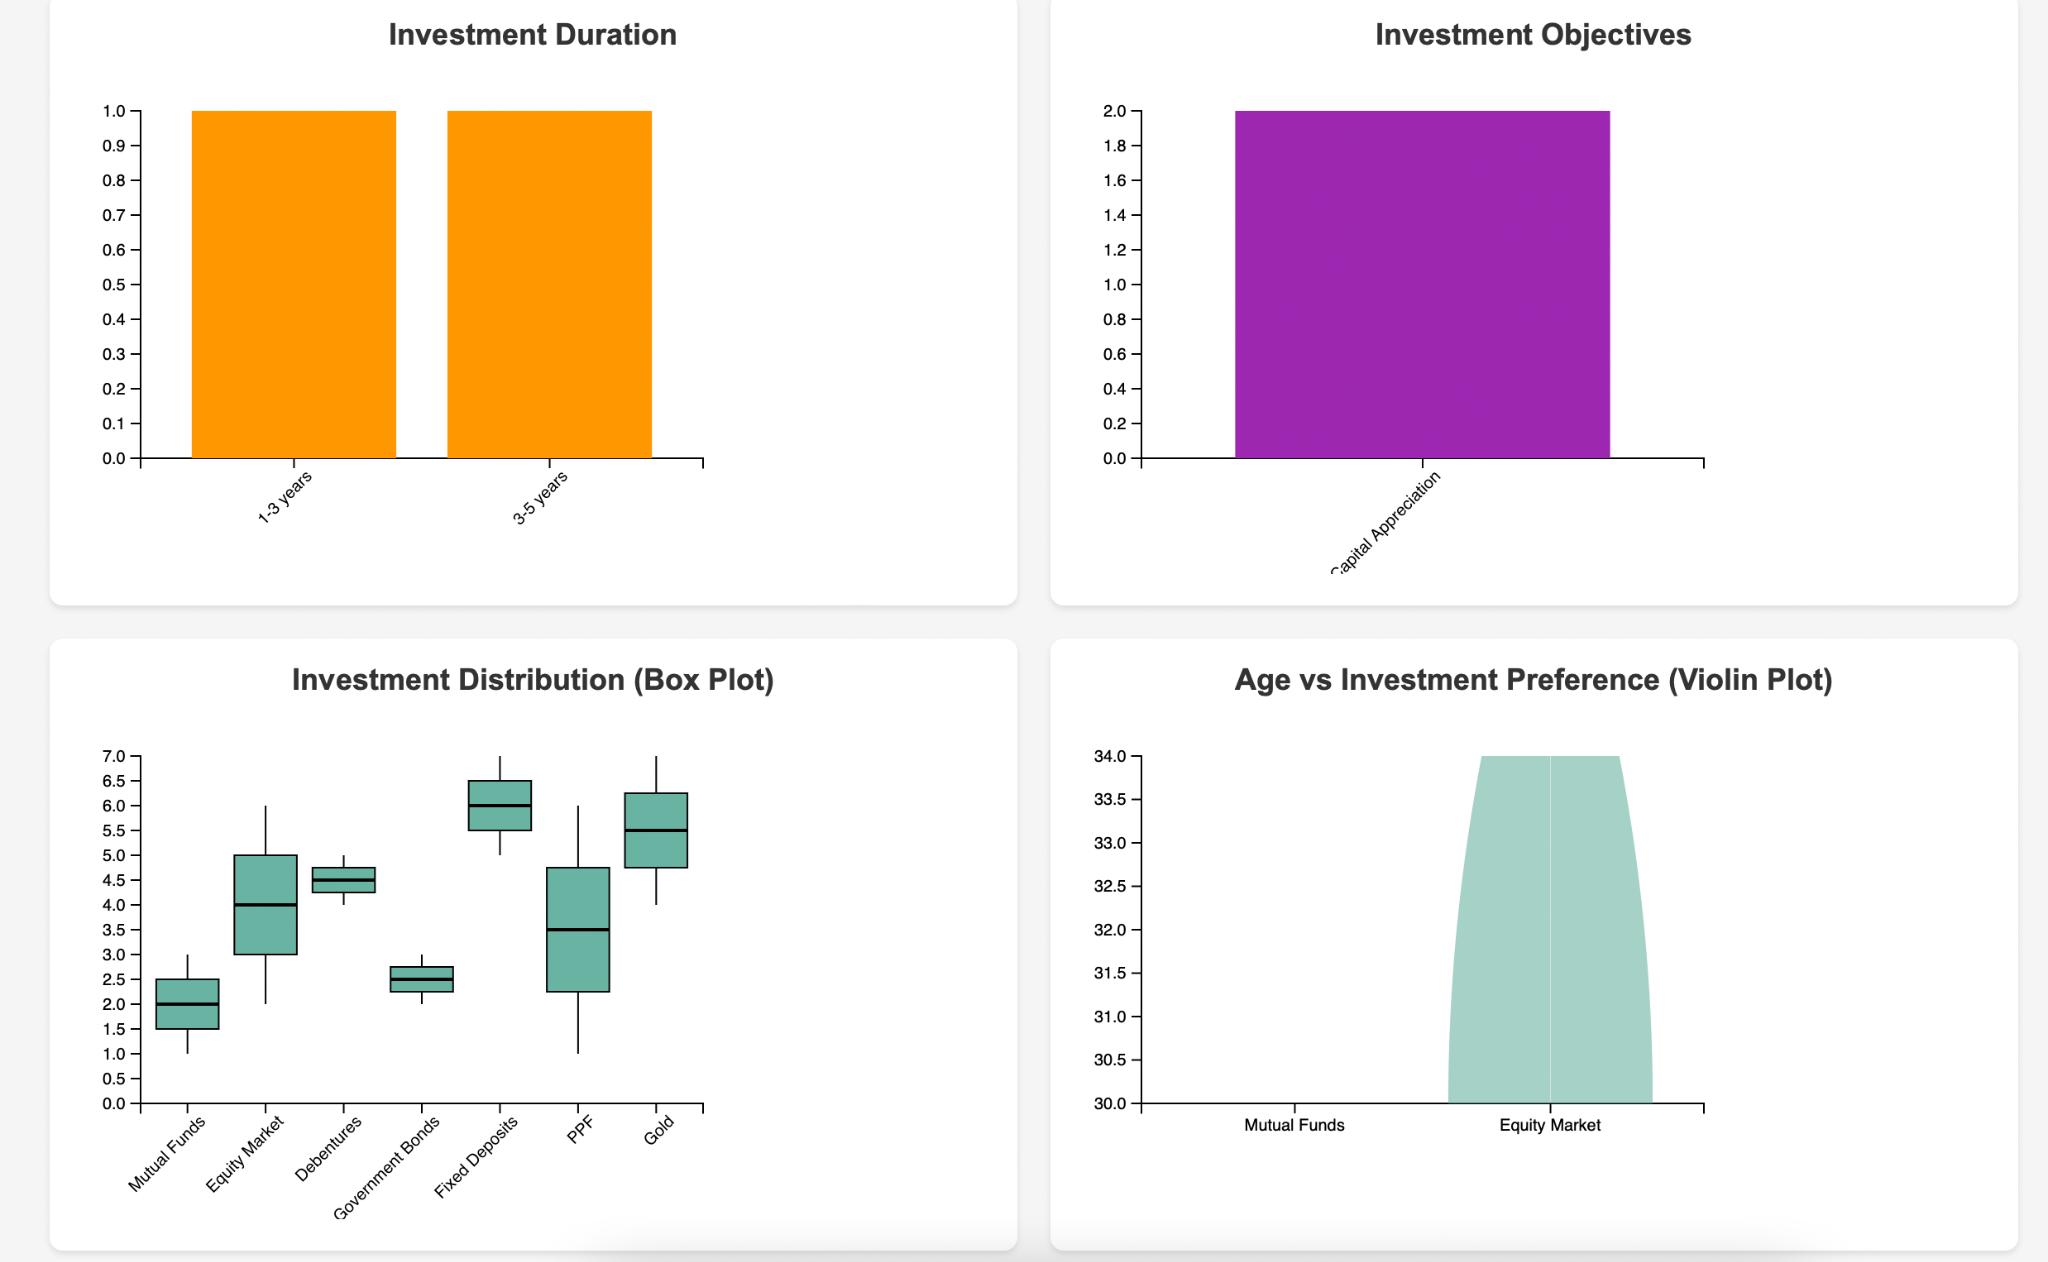 Investment Duration
1.0
0.9
0.8
0.7
0.6
0.5
0.4
0.3
0.2
0.1
0.0
1-3 years
3-5 years
Investment Objectives
2.0
1.8
1.6
1.4
1.2
1.0
0.8
0.6
0.4
0.2
0.0
Capital Appreciation
Investment Distribution (Box Plot)
7.0
6.5
6.0
5.5
5.0
4.5
4.0
3.5
3.0
2.5
2.0
1.5
1.0
0.5
0.0
Mutual Funds
Equity Market
Debentures
Government Bonds
Fixed Deposits
PPF
Gold
Age vs Investment Preference (Violin Plot)
34.0
33.5
33.0
32.5
32.0
31.5
31.0
30.5
30.0
Mutual Funds
Equity Market